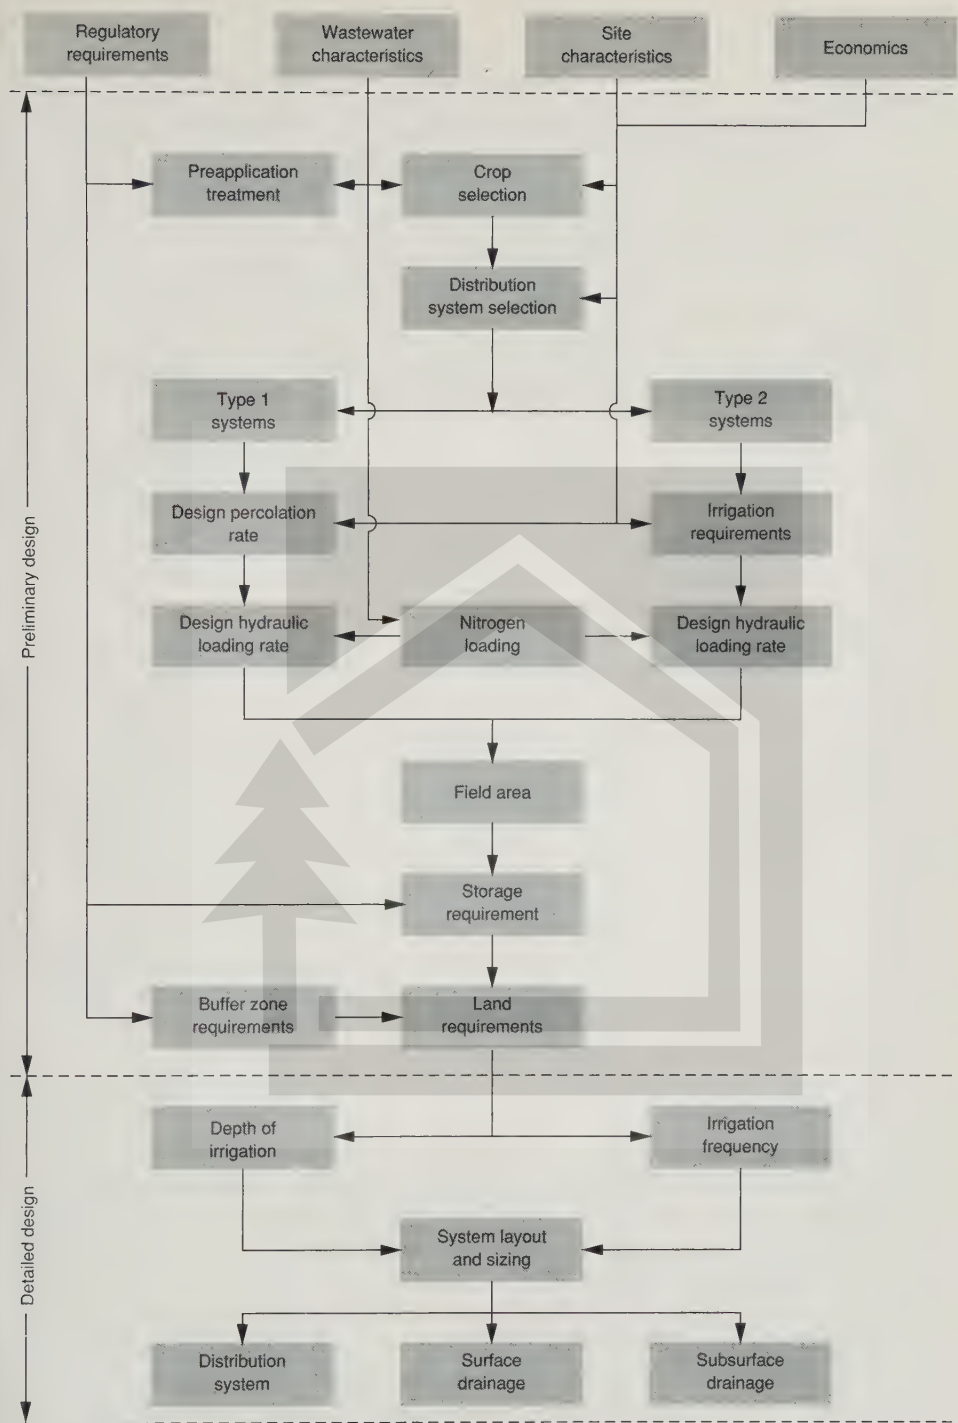 Regulatory
requirements
Wastewater
characteristics
Site
characteristics
Economics
Preapplication
treatment
Crop
selection
Distribution
system selection
Type 1
systems
Type 2
systems
Design percolation
rate
Irrigation
requirements
Preliminary design
Design hydraulic
loading rate
Nitrogen
loading
Design hydraulic
loading rate
Field area
Storage
requirement
Buffer zone
requirements
Land
requirements
Depth of
irrigation
Irrigation
frequency
Detailed design
System layout
and sizing
Distribution
system
Surface
drainage
Subsurface
drainage